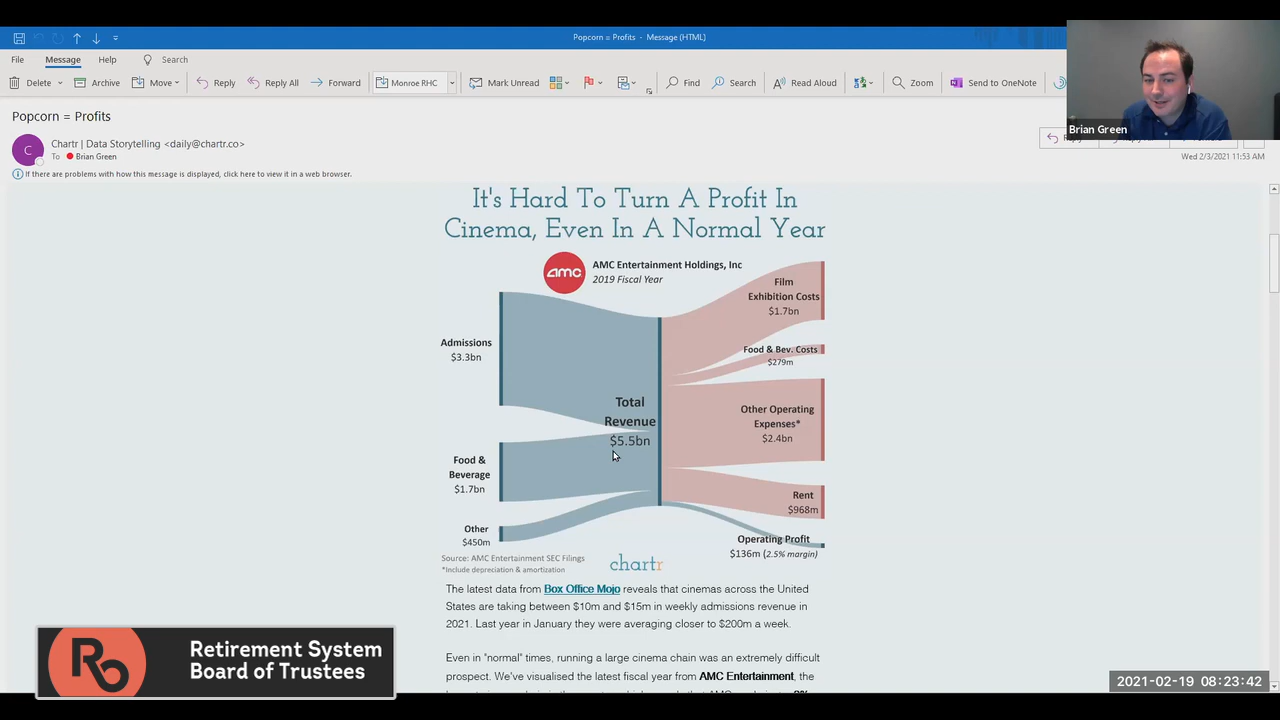 Popcorn = Profits - Message (HTML)
File Message Help Search
Delete Archive Move Reply Reply All Forward Monroe RHC Mark Unread Find Search Read Aloud Zoom Send to OneNote
Brian Green
Popcorn = Profits
C
Chartr | Data Storytelling <daily@chartr.co>
To Brian Green
Wed 2/3/2021 11:53 AM
If there are problems with how this message is displayed, click here to view it in a web browser.
It's Hard To Turn A Profit In
Cinema, Even In A Normal Year
amc
AMC Entertainment Holdings, Inc
2019 Fiscal Year
Admissions
$3.3bn
Food &
Beverage
$1.7bn
Other
$450m
Total
Revenue
$5.5bn
Film
Exhibition Costs
$1.7bn
Food & Bev. Costs
$279m
Other Operating
Expenses*
$2.4bn
Rent
$968m
Operating Profit
$136m (2.5% margin)
Source: AMC Entertainment SEC Filings
*Include depreciation & amortization
chartr
The latest data from Box Office Mojo reveals that cinemas across the United
States are taking between $10m and $15m in weekly admissions revenue in
2021. Last year in January they were averaging closer to $200m a week.
Even in "normal" times, running a large cinema chain was an extremely difficult
prospect. We've visualised the latest fiscal year from AMC Entertainment, the
Ro
Retirement System
Board of Trustees
2021-02-19 08:23:42